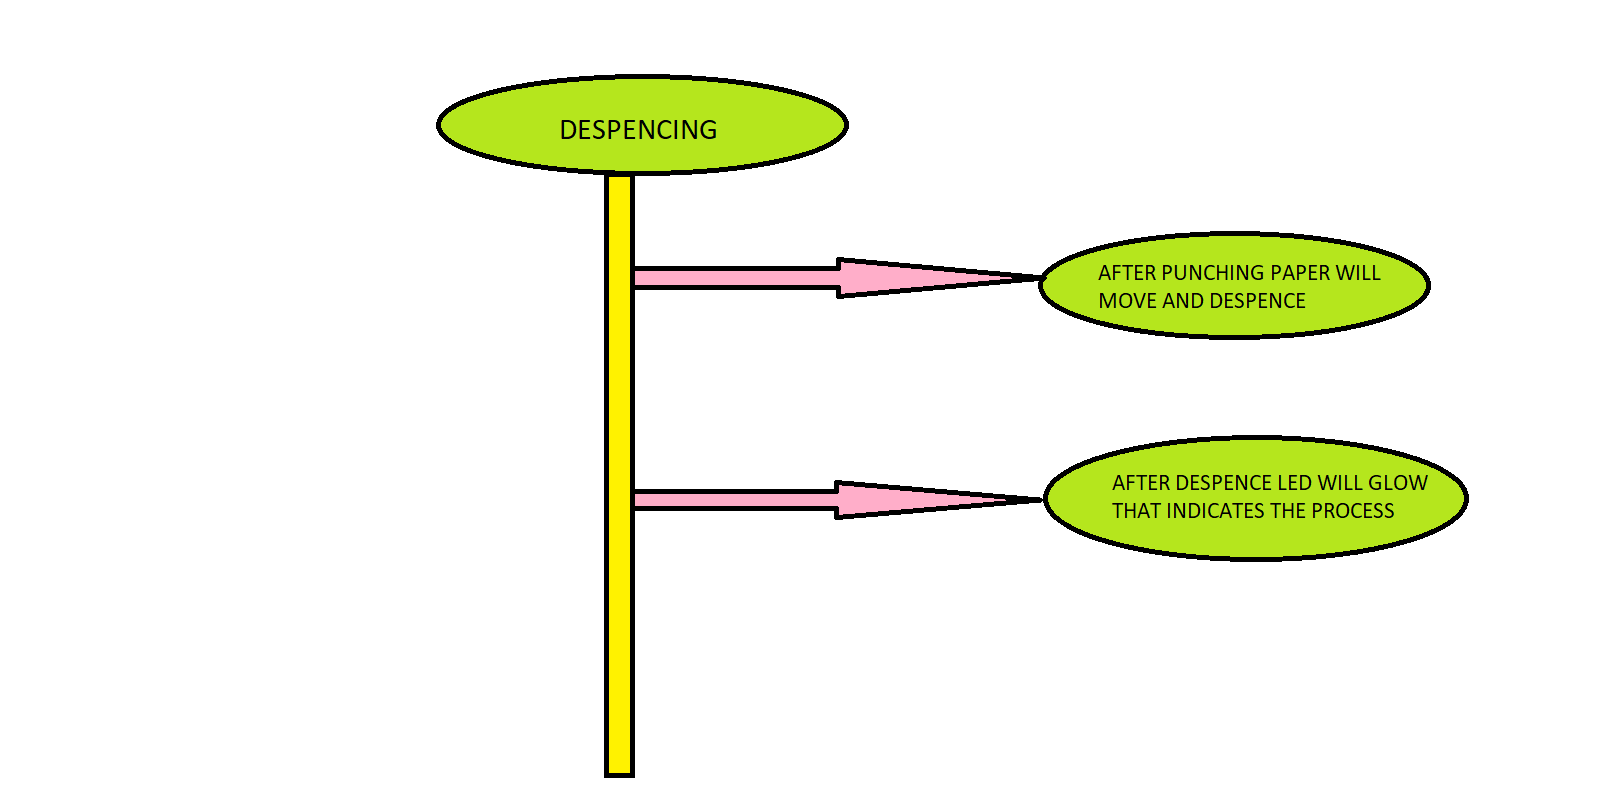 DESPENCING
AFTER PUNCHING PAPER WILL
MOVE AND DESPENCE
AFTER DESPENCE LED WILL GLOW
THAT INDICATES THE PROCESS